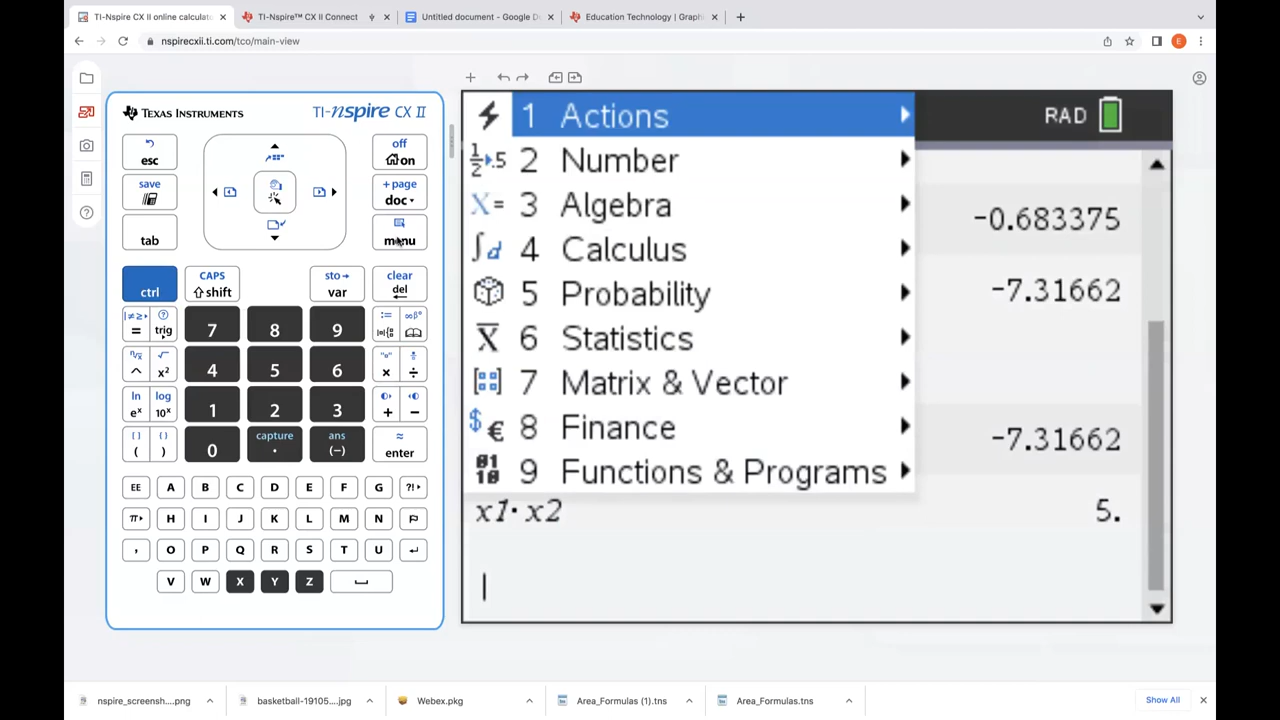 TI-Nspire CX II online calculato
TI-Nspire™ CX II Connect
Untitled document - Google D
Education Technology | Graph
nspirecxii.ti.com/tco/main-view
E
TEXAS INSTRUMENTS
TI-nspire CX II
esc
off
on
save
+ page
doc
tab
menu
ctrl
CAPS
shift
sto→
var
clear
del
|≠≥▸
=
?
trig
7
8
9
:=
∞β°
|□|{
ⁿ√x
^
√
x²
4
5
6
"□"
×
÷
ln
eˣ
log
10ˣ
1
2
3
+
−
[ ]
(
{ }
)
0
capture
.
ans
(−)
≈
enter
EE
A
B
C
D
E
F
G
?!▸
π▸
H
I
J
K
L
M
N
,
O
P
Q
R
S
T
U
V
W
X
Y
Z
1 Actions
2 Number
3 Algebra
4 Calculus
5 Probability
6 Statistics
7 Matrix & Vector
8 Finance
9 Functions & Programs
RAD
-0.683375
-7.31662
-7.31662
x1·x2
5.
nspire_screensh....png
basketball-19105....jpg
Webex.pkg
Area_Formulas (1).tns
Area_Formulas.tns
Show All